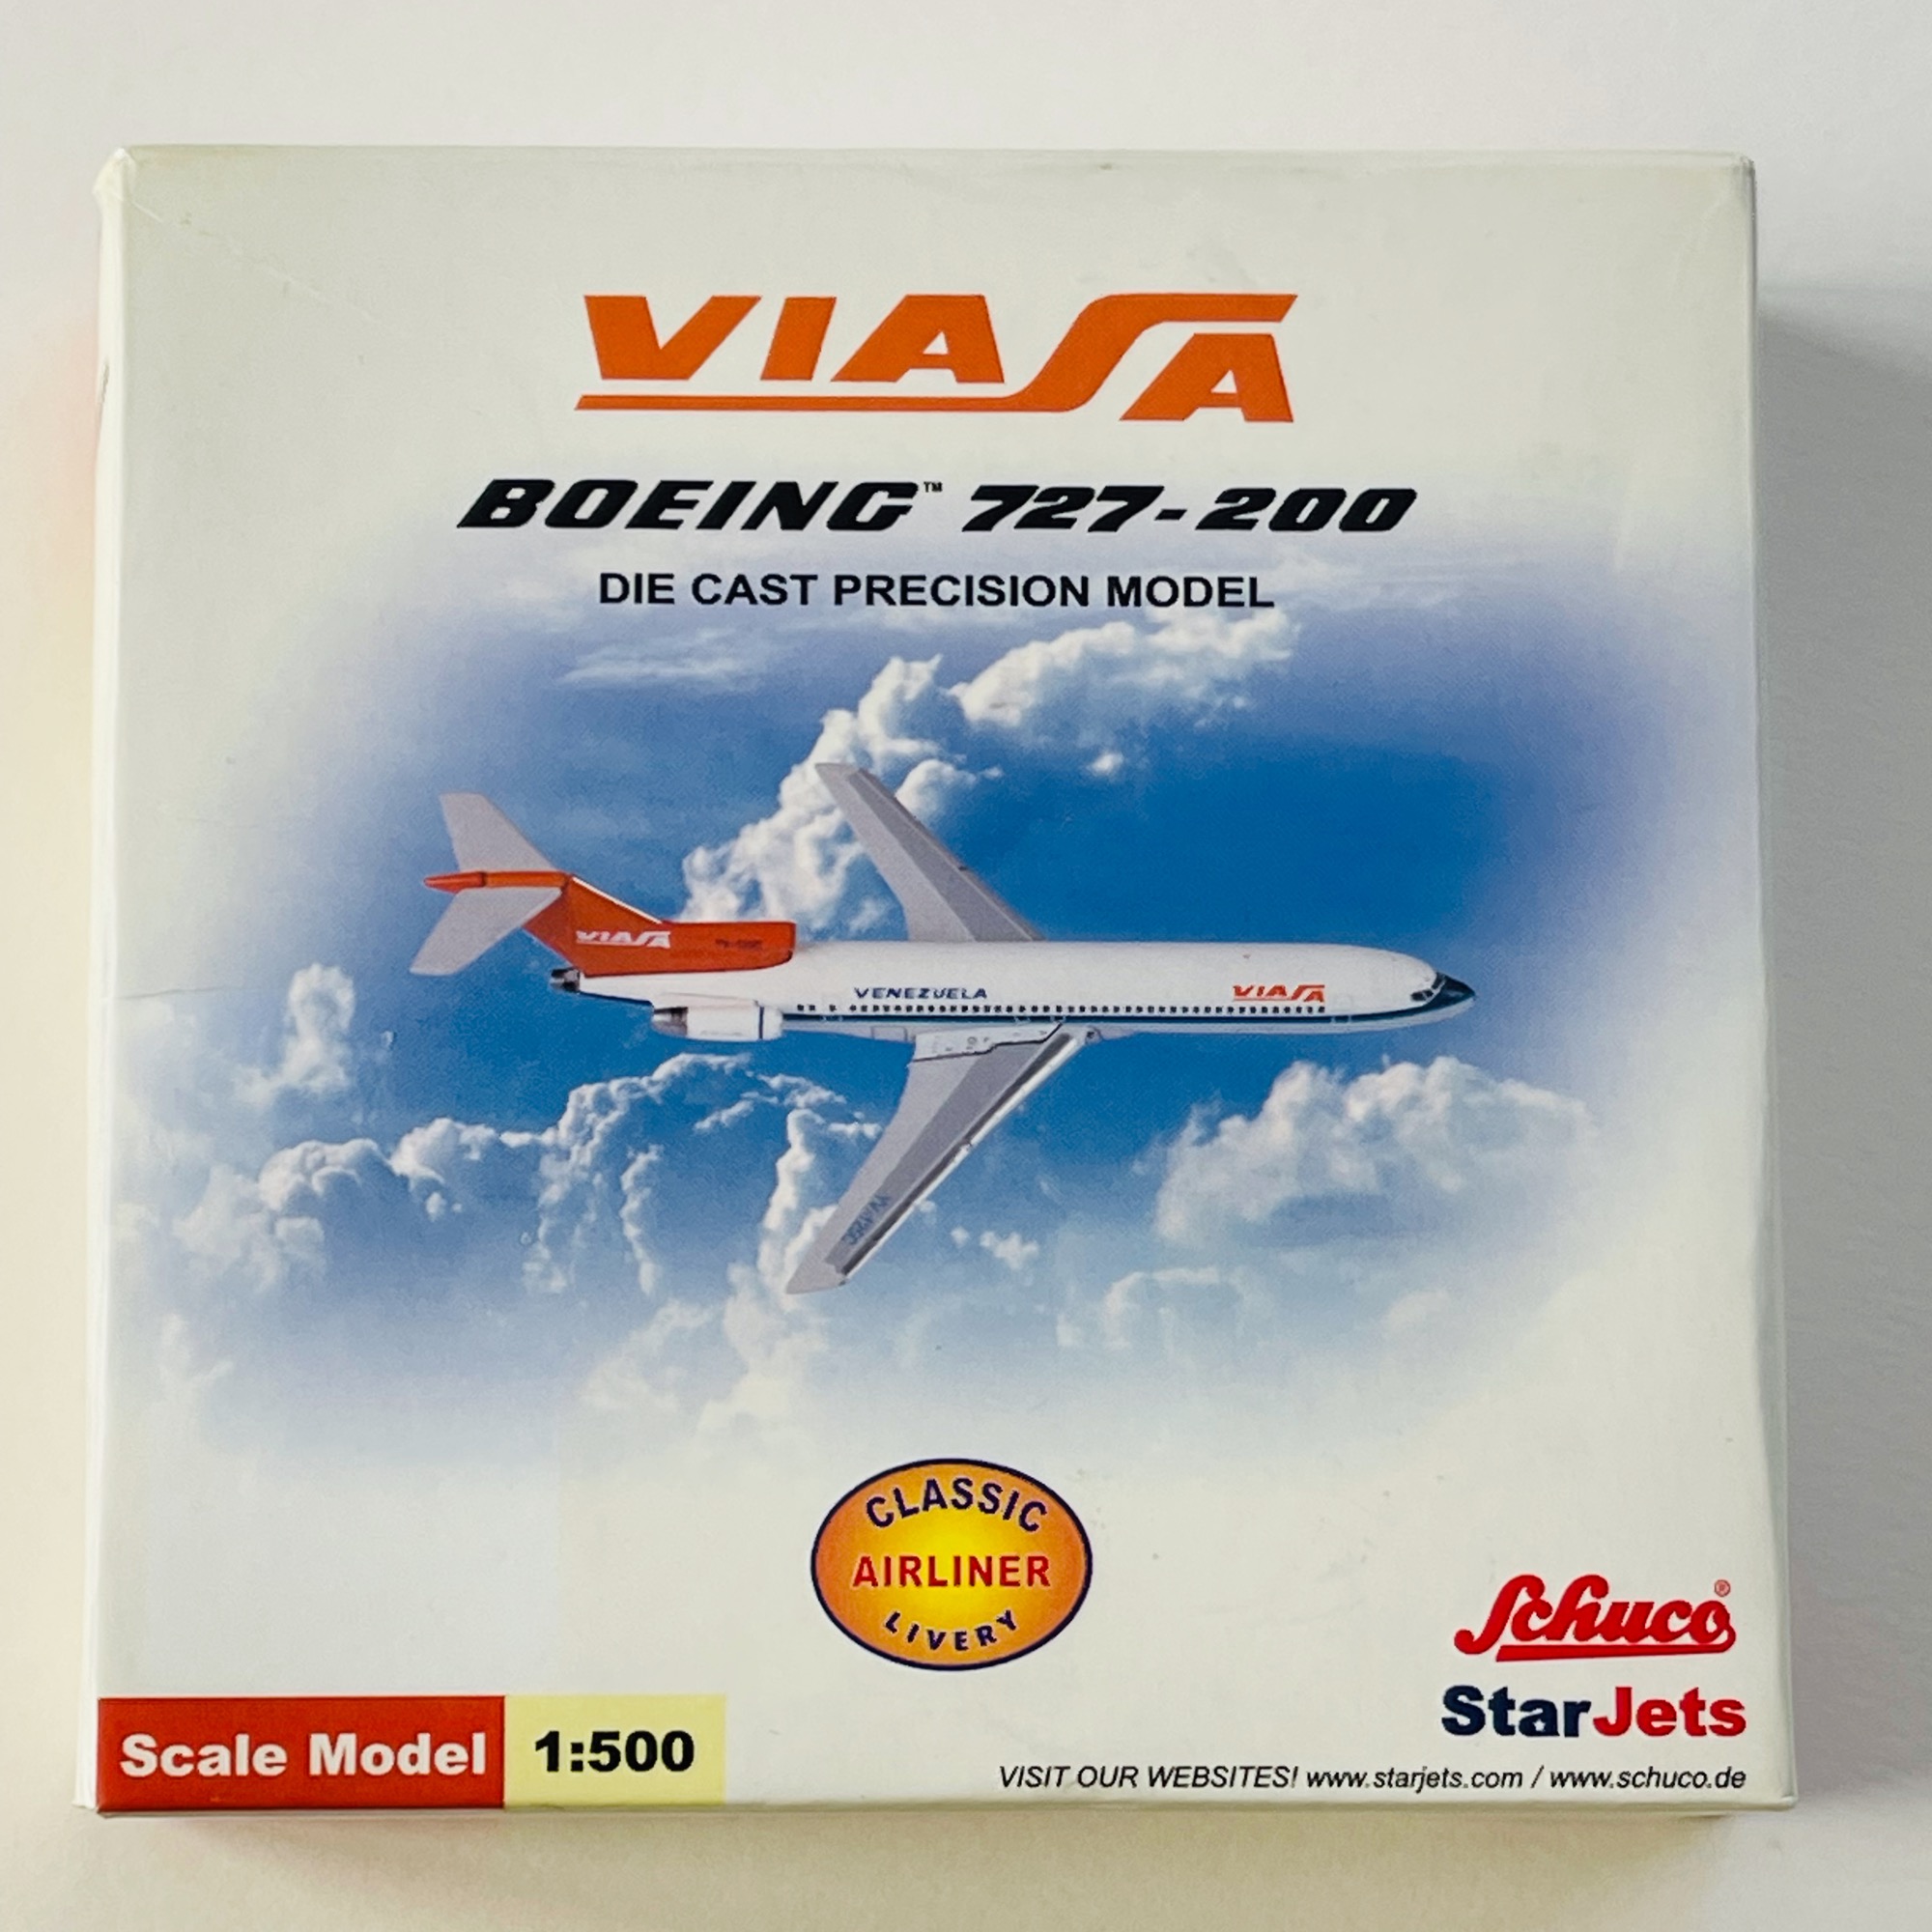 VIASA
BOEING™ 727-200
DIE CAST PRECISION MODEL
VIASA
VENEZUELA
VIASA
CLASSIC
AIRLINER
LIVERY
Schuco®
StarJets
Scale Model 1:500
VISIT OUR WEBSITES! www.starjets.com / www.schuco.de